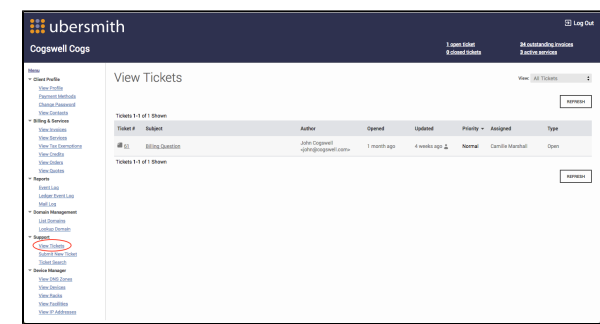 ubersmith
Log Out
Cogswell Cogs
1 open ticket
0 closed tickets
34 outstanding invoices
3 active services
Menu
Client Profile
View Profile
Payment Methods
Change Password
View Contacts
Billing & Services
View Invoices
View Services
View Tax Exemptions
View Credits
View Orders
View Quotes
Reports
Event Log
Ledger Event Log
Mail Log
Domain Management
List Domains
Lookup Domain
Support
View Tickets
Submit New Ticket
Ticket Search
Device Manager
View DNS Zones
View Devices
View Racks
View Facilities
View IP Addresses
View Tickets
View: All Tickets
REFRESH
Tickets 1-1 of 1 Shown
Ticket # Subject Author Opened Updated Priority Assigned Type
61 Billing Question John Cogswell <john@cogswell.com> 1 month ago 4 weeks ago Normal Camille Marshall Open
Tickets 1-1 of 1 Shown
REFRESH